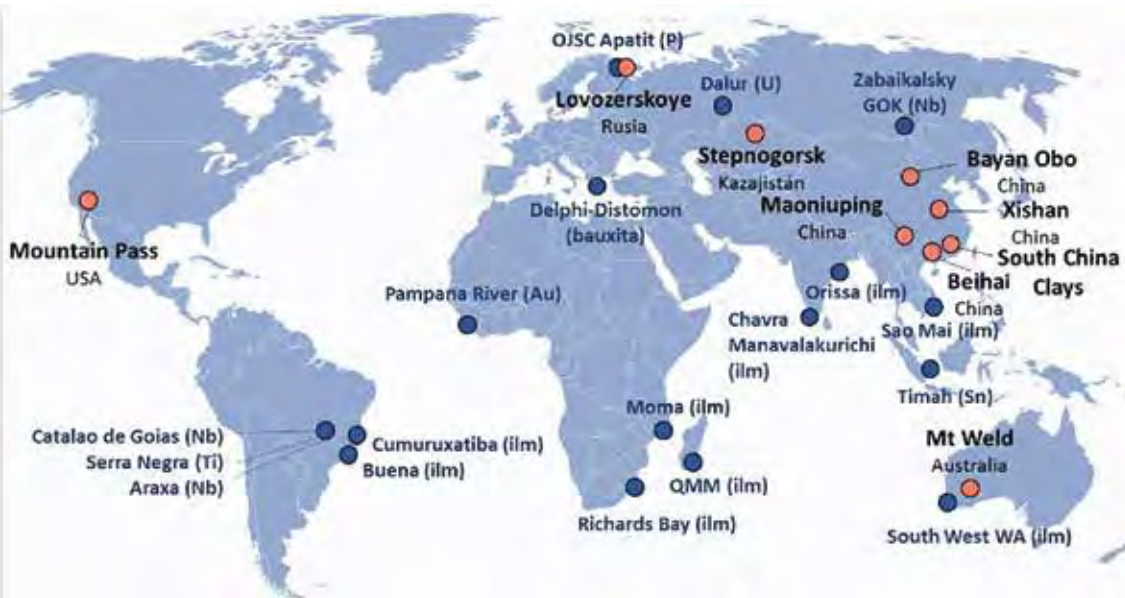 OJSC Apatit (P)
Lovozerskoye
Rusia
Dalur (U)
Zabaikalsky
GOK (Nb)
Stepnogorsk
Kazajistán
Bayan Obo
China
Maoniuping
China
Xishan
China
South China
Clays
Beihai
China
Mountain Pass
USA
Delphi-Distomon
(bauxita)
Pampana River (Au)
Orissa (ilm)
Chavra
Manavalakurichi
(ilm)
Sao Mai (ilm)
Timah (Sn)
Catalao de Goias (Nb)
Serra Negra (Ti)
Araxa (Nb)
Cumuruxatiba (ilm)
Buena (ilm)
Moma (ilm)
QMM (ilm)
Richards Bay (ilm)
Mt Weld
Australia
South West WA (ilm)